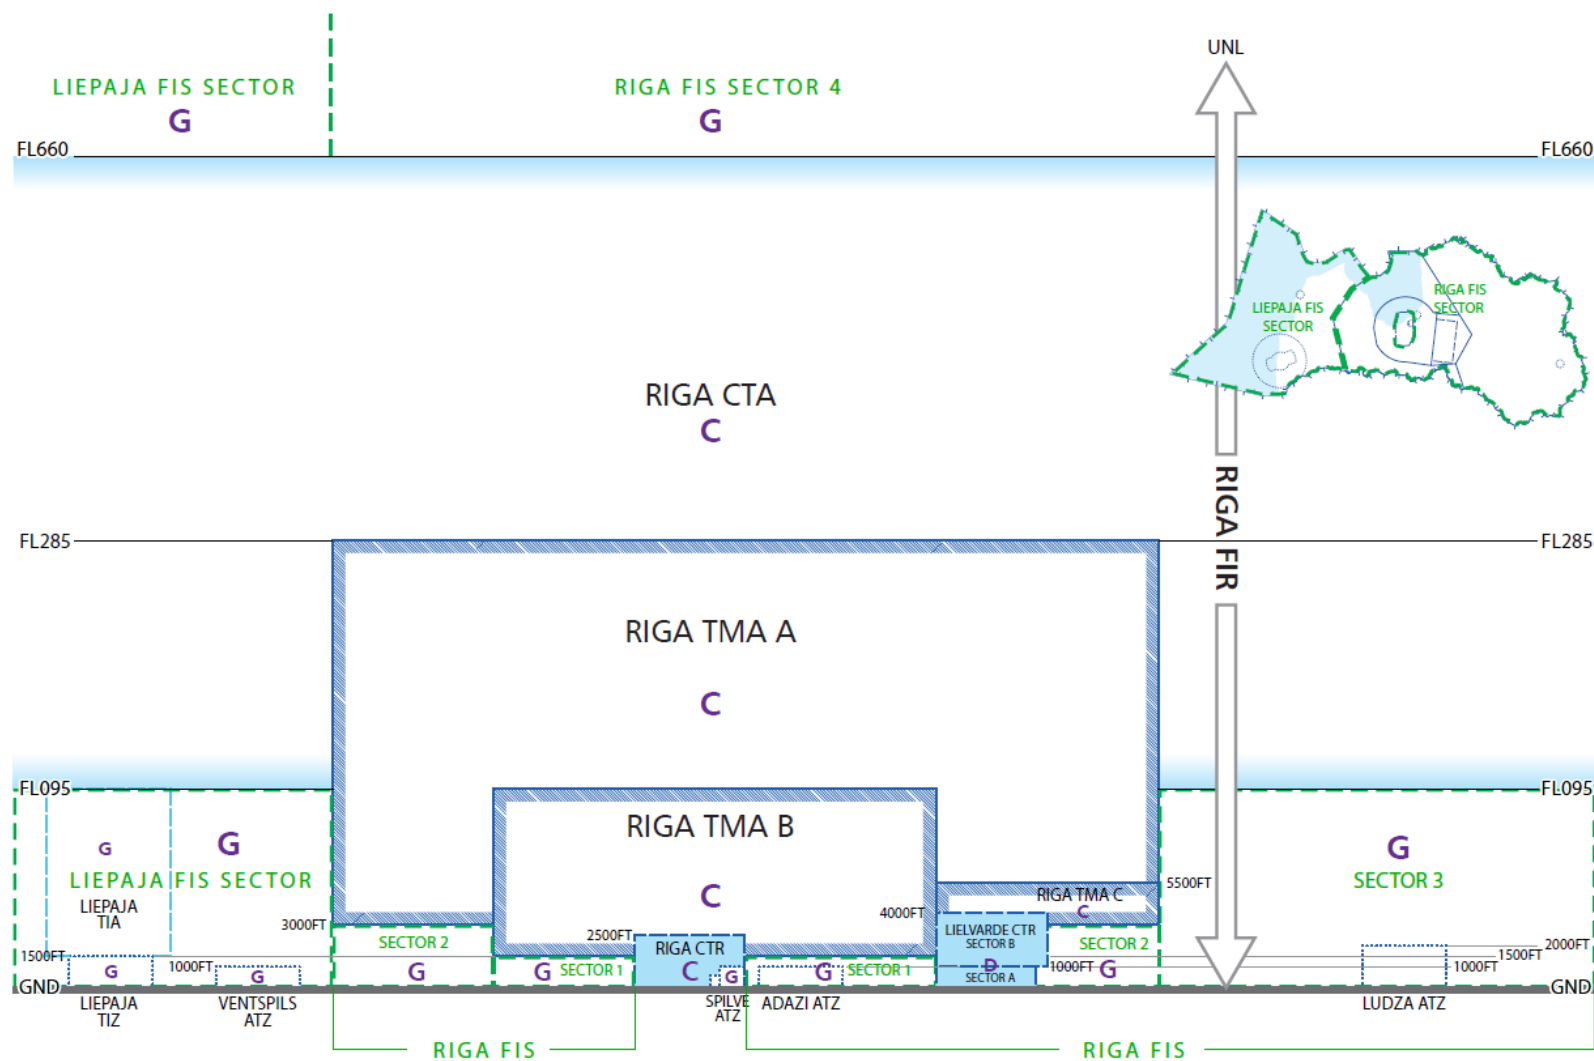 UNL
LIEPAJA FIS SECTOR
G
RIGA FIS SECTOR 4
G
FL660
FL660
RIGA CTA
C
LIEPAJA FIS
SECTOR
RIGA FIS
SECTOR
RIGA FIR
FL285
FL285
RIGA TMA A
C
FL095
FL095
RIGA TMA B
C
G
G
LIEPAJA FIS SECTOR
LIEPAJA
TIA
G
SECTOR 3
5500FT
RIGA TMA C
C
4000FT
3000FT
2500FT
SECTOR 2
G
G
SECTOR 1
RIGA CTR
C
G
G
SECTOR 1
LIELVARDE CTR
SECTOR B
D
SECTOR A
SECTOR 2
G
1000FT
2000FT
1500FT
1000FT
1500FT
1000FT
G
G
GND
GND
LIEPAJA
TIZ
VENTSPILS
ATZ
SPILVE
ATZ
ADAZI ATZ
LUDZA ATZ
RIGA FIS
RIGA FIS